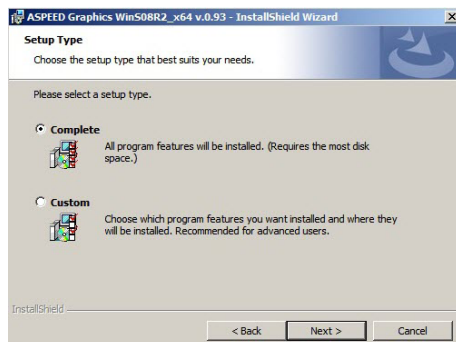 ASPEED Graphics WinS08R2_x64 v.0.93 - InstallShield Wizard
Setup Type
Choose the setup type that best suits your needs.
Please select a setup type.
Complete
All program features will be installed. (Requires the most disk
space.)
Custom
Choose which program features you want installed and where they
will be installed. Recommended for advanced users.
InstallShield
< Back
Next >
Cancel